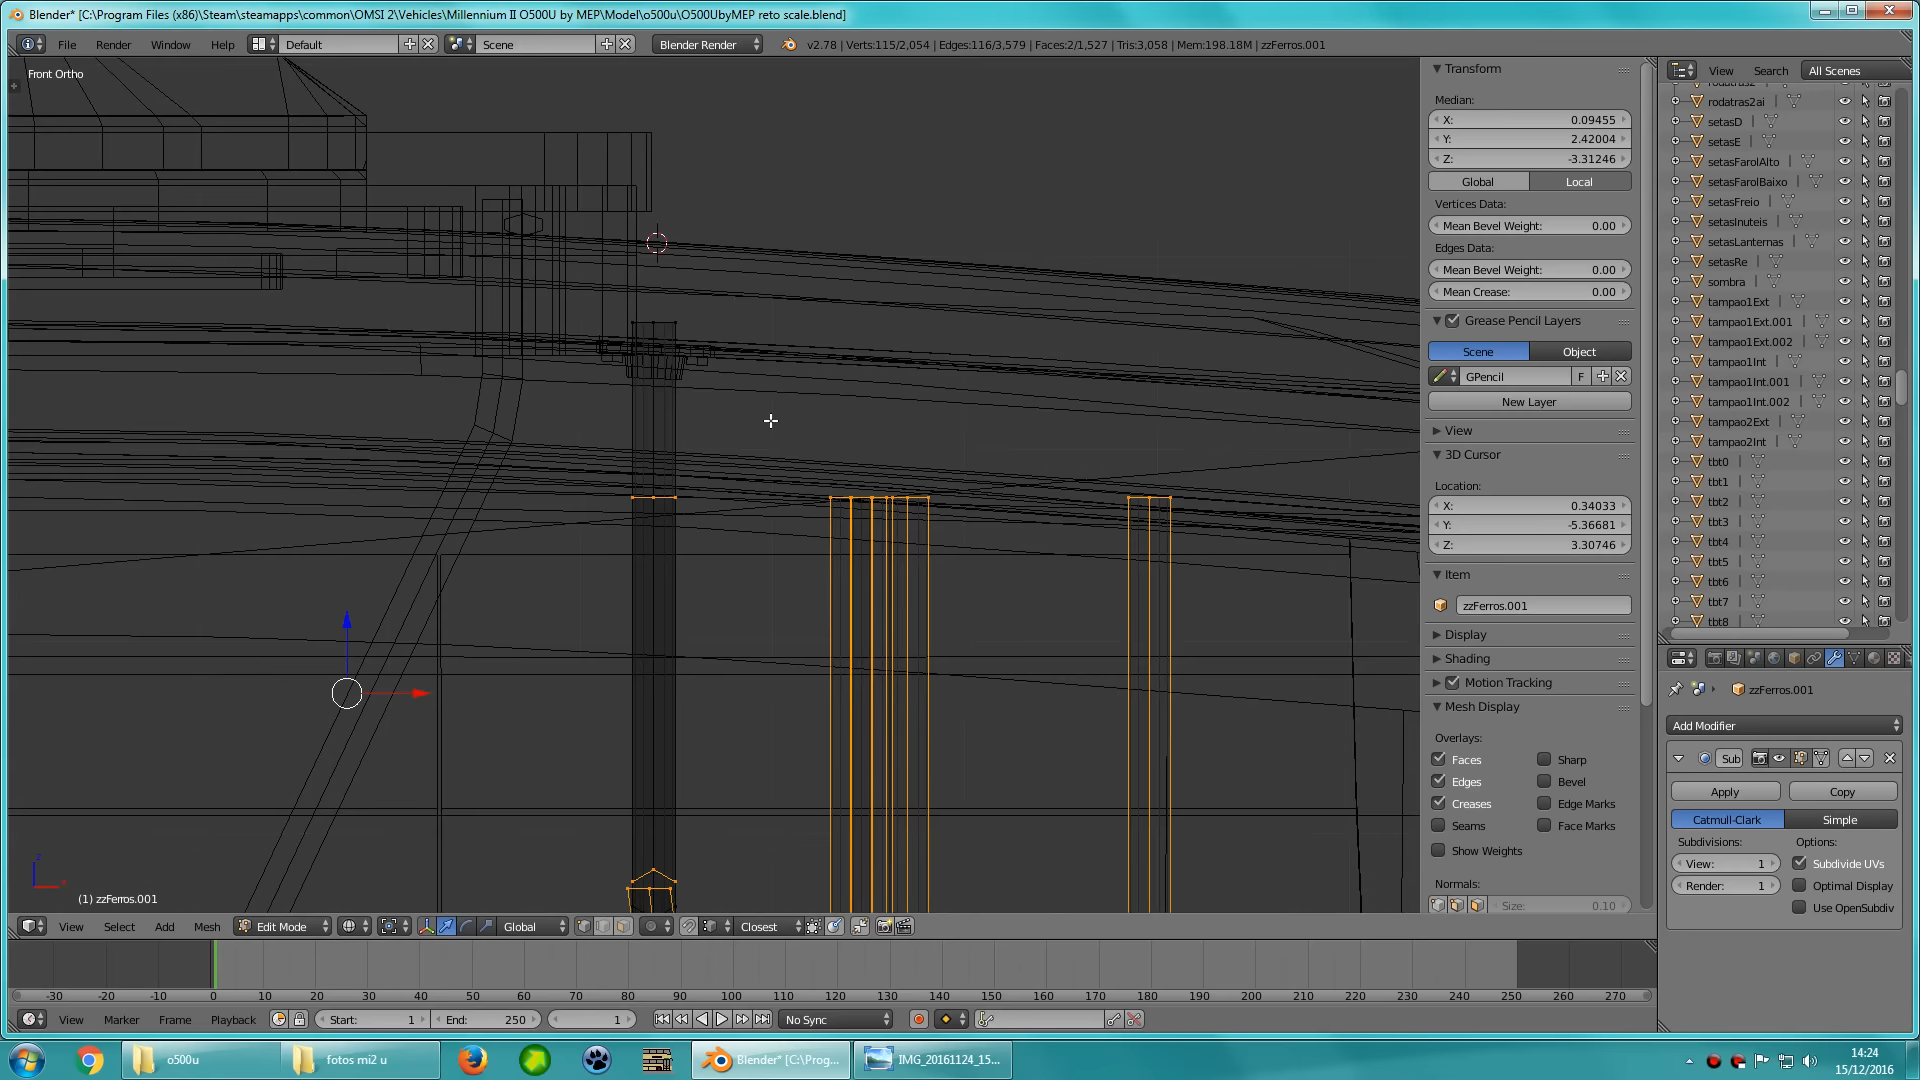 Blender* [C:\Program Files (x86)\Steam\steamapps\common\OMSI 2\Vehicles\Millennium II O500U by MEP\Model\o500u\O500UbyMEP reto scale.blend]
File Render Window Help Default Scene Blender Render v2.78 | Verts:115/2,054 | Edges:116/3,579 | Faces:2/1,527 | Tris:3,058 | Mem:198.18M | zzFerros.001
Front Ortho
(1) zzFerros.001
Transform
Median:
X: 0.09455
Y: 2.42004
Z: -3.31246
Global Local
Vertices Data:
Mean Bevel Weight: 0.00
Edges Data:
Mean Bevel Weight: 0.00
Mean Crease: 0.00
Grease Pencil Layers
Scene Object
GPencil F
New Layer
View
3D Cursor
Location:
X: 0.34033
Y: -5.36681
Z: 3.30746
Item
zzFerros.001
Display
Shading
Motion Tracking
Mesh Display
Overlays:
Faces Sharp
Edges Bevel
Creases Edge Marks
Seams Face Marks
Show Weights
Normals:
Size: 0.10
View Search All Scenes
rodatras2ai
setasD
setasE
setasFarolAlto
setasFarolBaixo
setasFreio
setasInuteis
setasLanternas
setasRe
sombra
tampao1Ext
tampao1Ext.001
tampao1Ext.002
tampao1Int
tampao1Int.001
tampao1Int.002
tampao2Ext
tampao2Int
tbt0
tbt1
tbt2
tbt3
tbt4
tbt5
tbt6
tbt7
tbt8
zzFerros.001
Add Modifier
Sub
Apply Copy
Catmull-Clark Simple
Subdivisions: Options:
View: 1 Subdivide UVs
Render: 1 Optimal Display
Use OpenSubdiv
View Select Add Mesh Edit Mode Global Closest
-30 -20 -10 0 10 20 30 40 50 60 70 80 90 100 110 120 130 140 150 160 170 180 190 200 210 220 230 240 250 260 270
View Marker Frame Playback Start: 1 End: 250 1 No Sync
o500u fotos mi2 u Blender* [C:\Prog... IMG_20161124_15...
14:24
15/12/2016
z